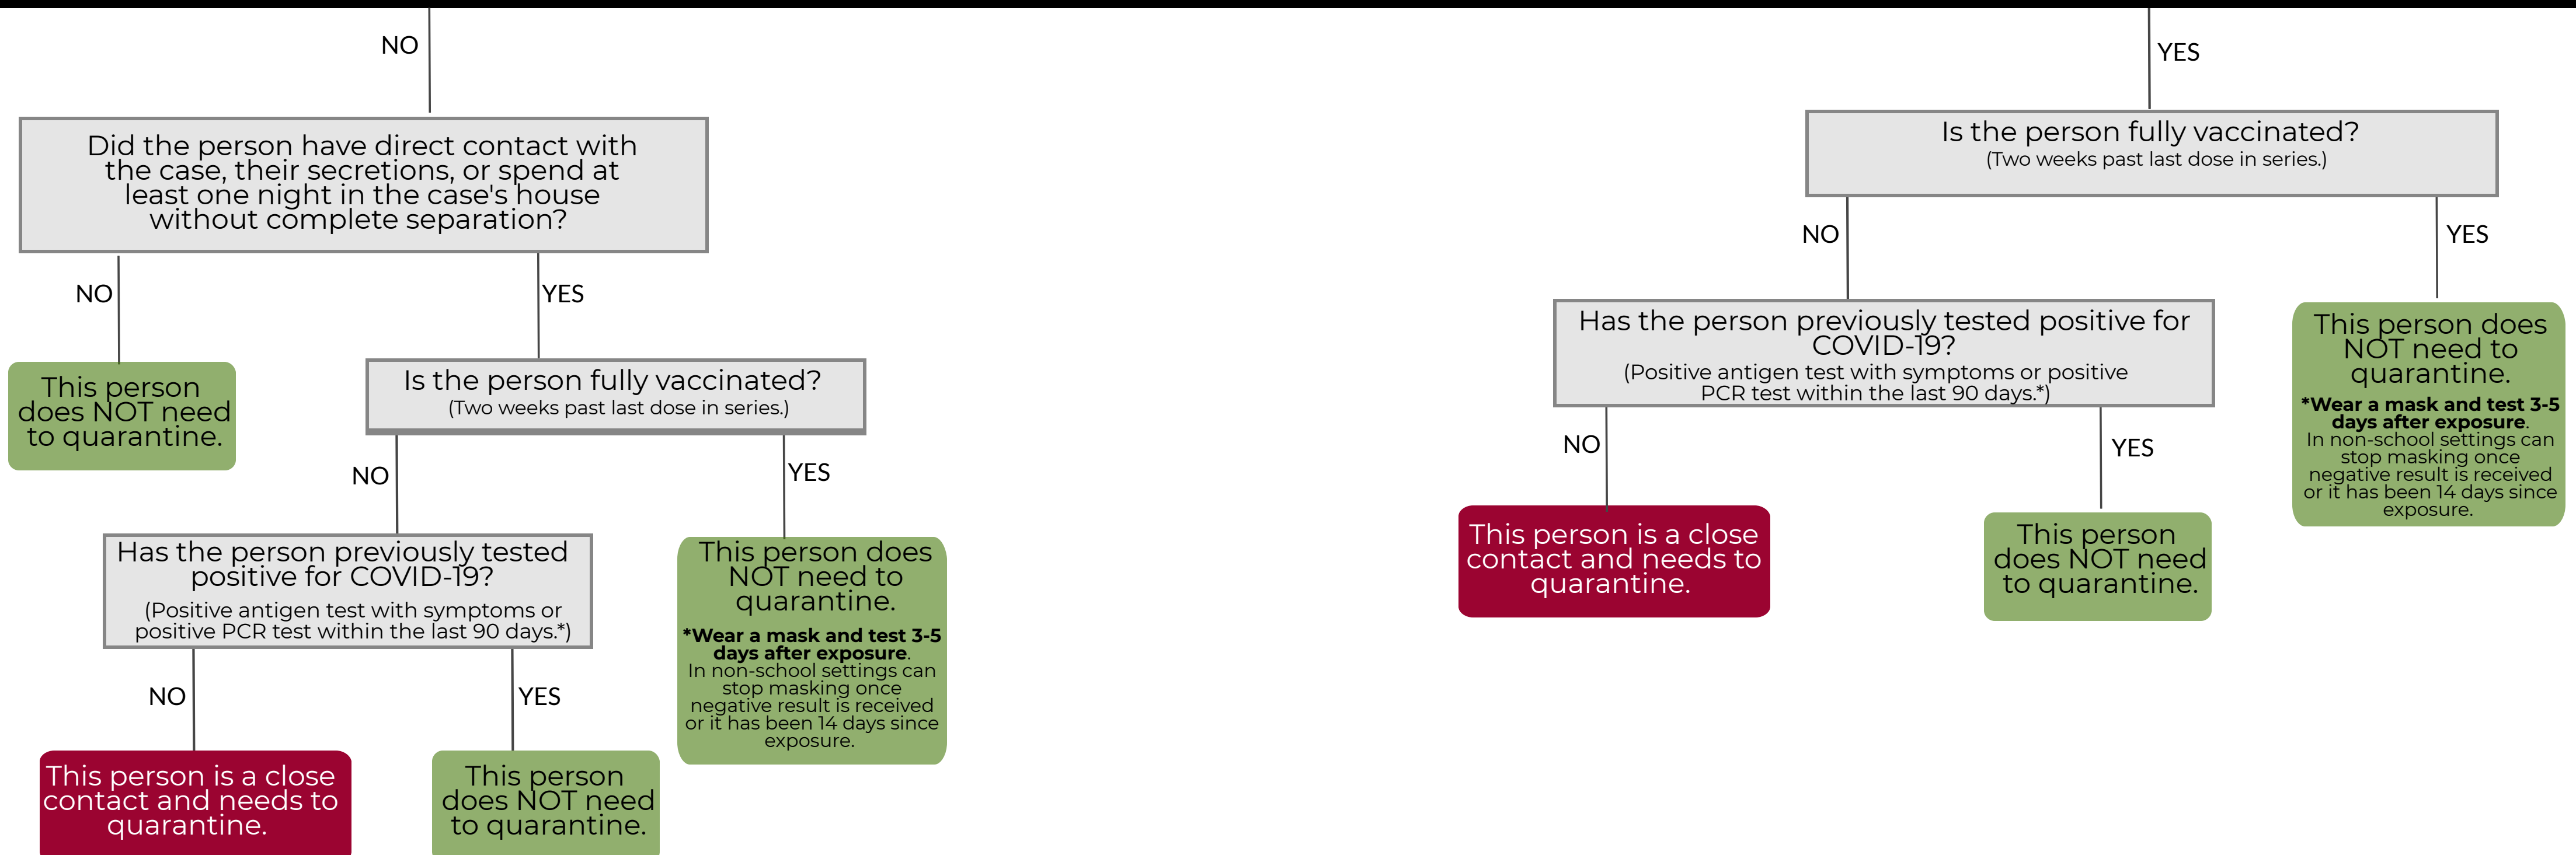 NO
Did the person have direct contact with
the case, their secretions, or spend at
least one night in the case's house
without complete separation?
NO
YES
This person
does NOT need
to quarantine.
Is the person fully vaccinated?
(Two weeks past last dose in series.)
NO
YES
Has the person previously tested
positive for COVID-19?
(Positive antigen test with symptoms or
positive PCR test within the last 90 days.*)
This person does
NOT need to
quarantine.
*Wear a mask and test 3-5
days after exposure.
In non-school settings can
stop masking once
negative result is received
or it has been 14 days since
exposure.
NO
YES
This person is a close
contact and needs to
quarantine.
This person
does NOT need
to quarantine.
YES
Is the person fully vaccinated?
(Two weeks past last dose in series.)
NO
YES
Has the person previously tested positive for
COVID-19?
(Positive antigen test with symptoms or positive
PCR test within the last 90 days.*)
This person does
NOT need to
quarantine.
*Wear a mask and test 3-5
days after exposure.
In non-school settings can
stop masking once
negative result is received
or it has been 14 days since
exposure.
NO
YES
This person is a close
contact and needs to
quarantine.
This person
does NOT need
to quarantine.